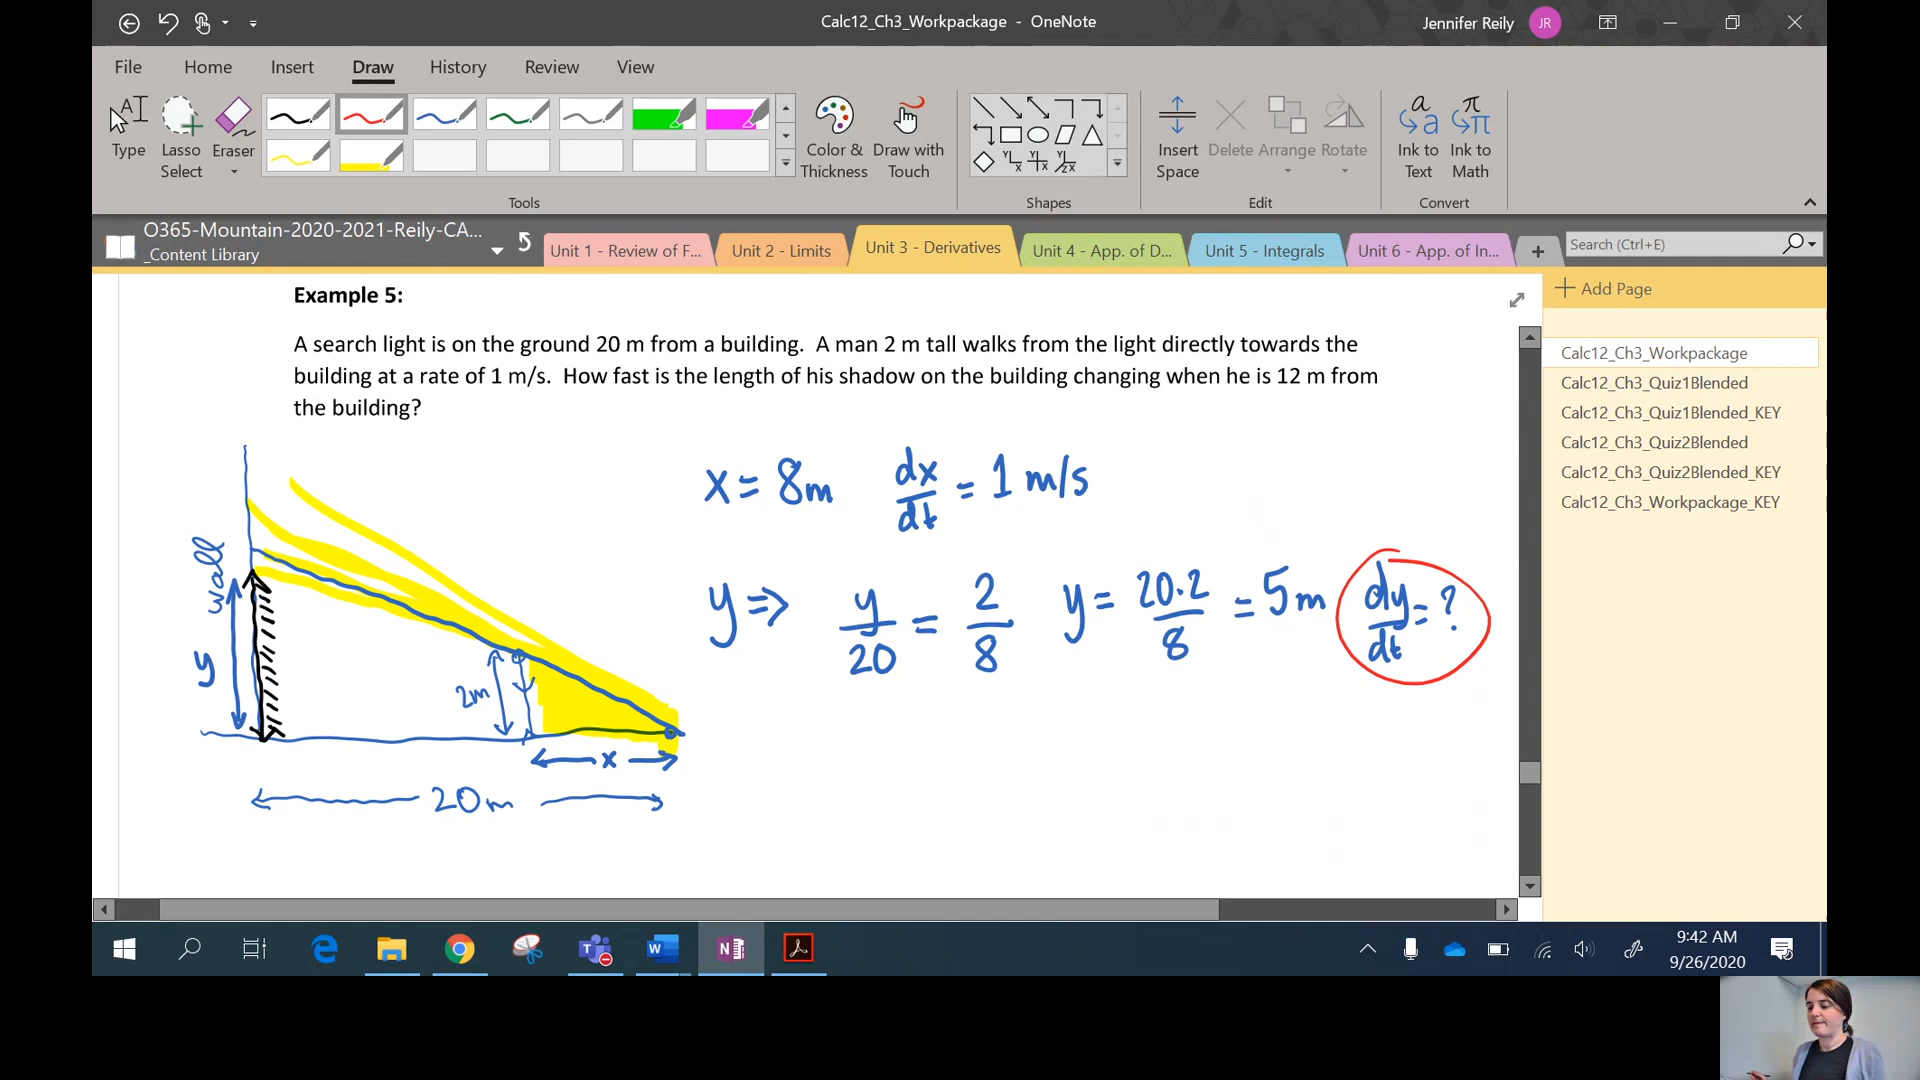 Calc12_Ch3_Workpackage - OneNote
Jennifer Reily JR
File Home Insert Draw History Review View
Type
Lasso Select
Eraser
Color & Thickness
Draw with Touch
Insert Space
Delete
Arrange
Rotate
Ink to Text
Ink to Math
Tools
Shapes
Edit
Convert
O365-Mountain-2020-2021-Reily-CA...
_Content Library
Unit 1 - Review of F...
Unit 2 - Limits
Unit 3 - Derivatives
Unit 4 - App. of D...
Unit 5 - Integrals
Unit 6 - App. of In...
Search (Ctrl+E)
Add Page
Calc12_Ch3_Workpackage
Calc12_Ch3_Quiz1Blended
Calc12_Ch3_Quiz1Blended_KEY
Calc12_Ch3_Quiz2Blended
Calc12_Ch3_Quiz2Blended_KEY
Calc12_Ch3_Workpackage_KEY
Example 5:
A search light is on the ground 20 m from a building. A man 2 m tall walks from the light directly towards the
building at a rate of 1 m/s. How fast is the length of his shadow on the building changing when he is 12 m from
the building?
x = 8m dx/dt = 1 m/s
y => y/20 = 2/8 y = 20·2/8 = 5m dy/dt = ?
wall
y
2m
x
20m
9:42 AM
9/26/2020